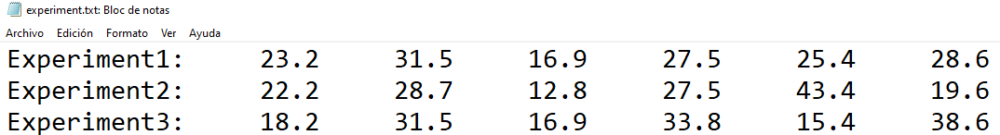 experiment.txt: Bloc de notas
Archivo Edición Formato Ver Ayuda
Experiment1: 23.2 31.5 16.9 27.5 25.4 28.6
Experiment2: 22.2 28.7 12.8 27.5 43.4 19.6
Experiment3: 18.2 31.5 16.9 33.8 15.4 38.6